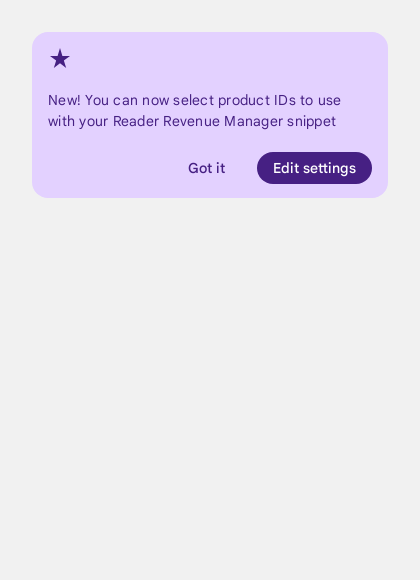 New! You can now select product IDs to use
with your Reader Revenue Manager snippet
Got it
Edit settings